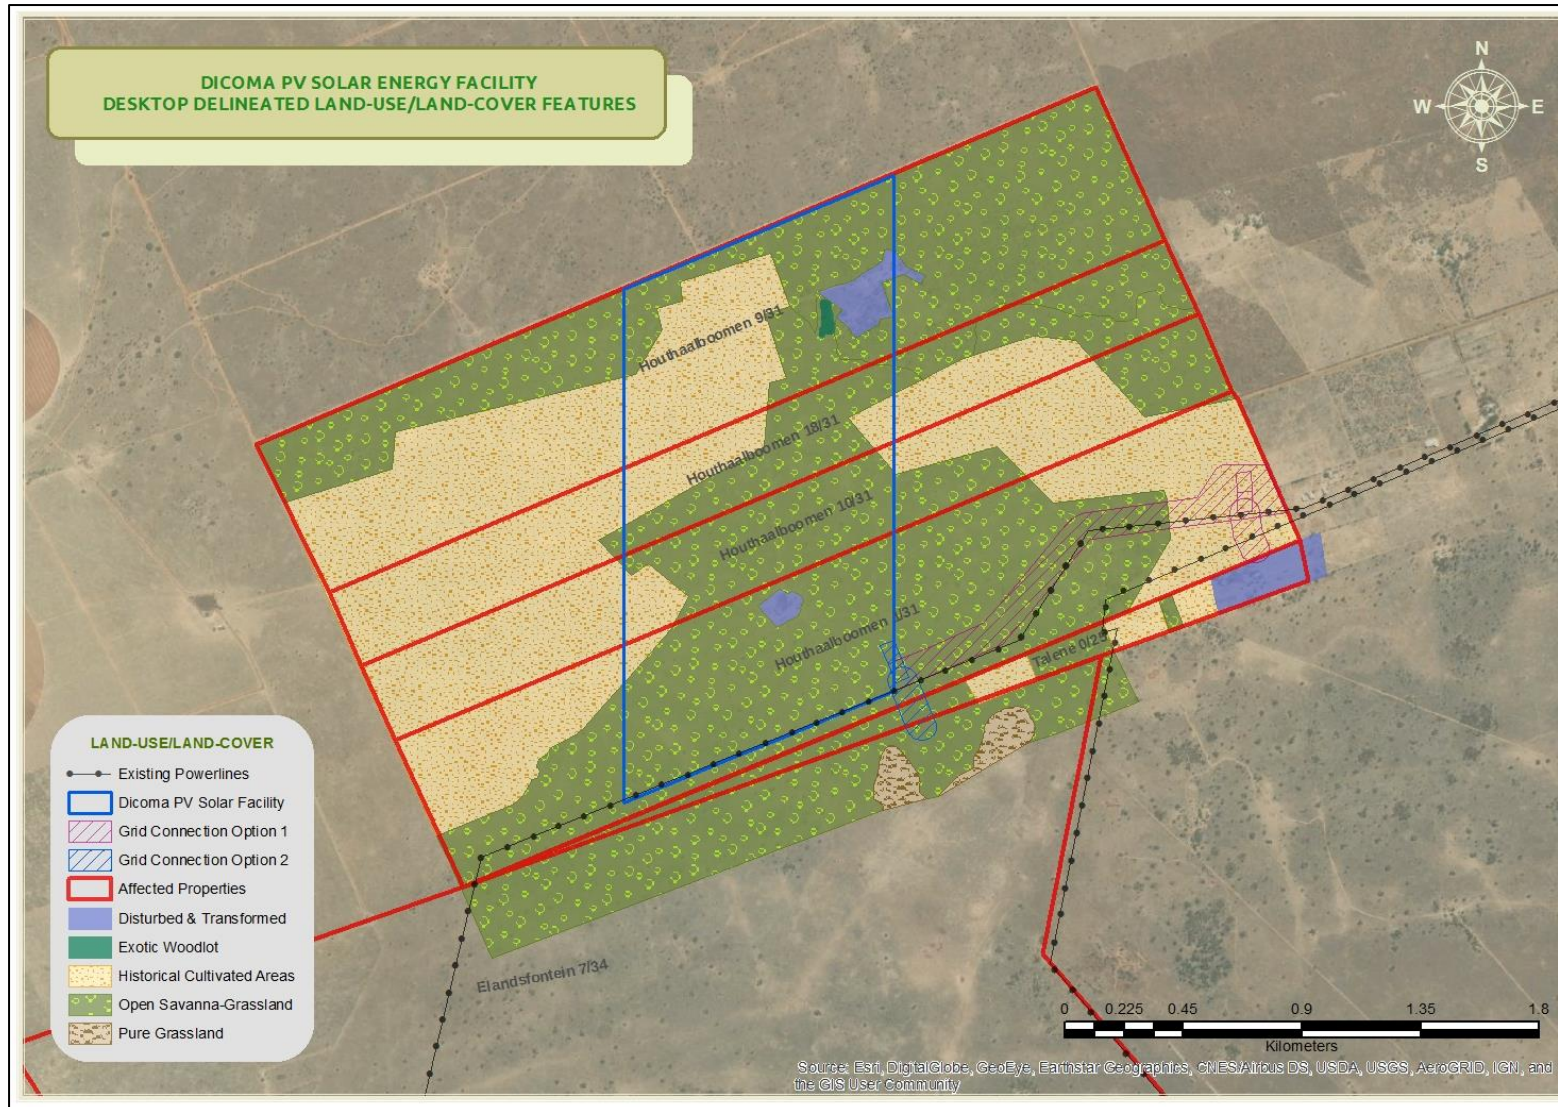 DICOMA PV SOLAR ENERGY FACILITY
DESKTOP DELINEATED LAND-USE/LAND-COVER FEATURES
N
W
E
S
Houthaalboomen 9/31
Houthaalboomen 18/31
Houthaalboomen 10/31
Houthaalboomen 1/31
Talene 0/25
Elandsfontein 7/34
LAND-USE/LAND-COVER
Existing Powerlines
Dicoma PV Solar Facility
Grid Connection Option 1
Grid Connection Option 2
Affected Properties
Disturbed & Transformed
Exotic Woodlot
Historical Cultivated Areas
Open Savanna-Grassland
Pure Grassland
0 0.225 0.45 0.9 1.35 1.8
Kilometers
Source: Esri, DigitalGlobe, GeoEye, Earthstar Geographics, CNES/Airbus DS, USDA, USGS, AeroGRID, IGN, and
the GIS User Community